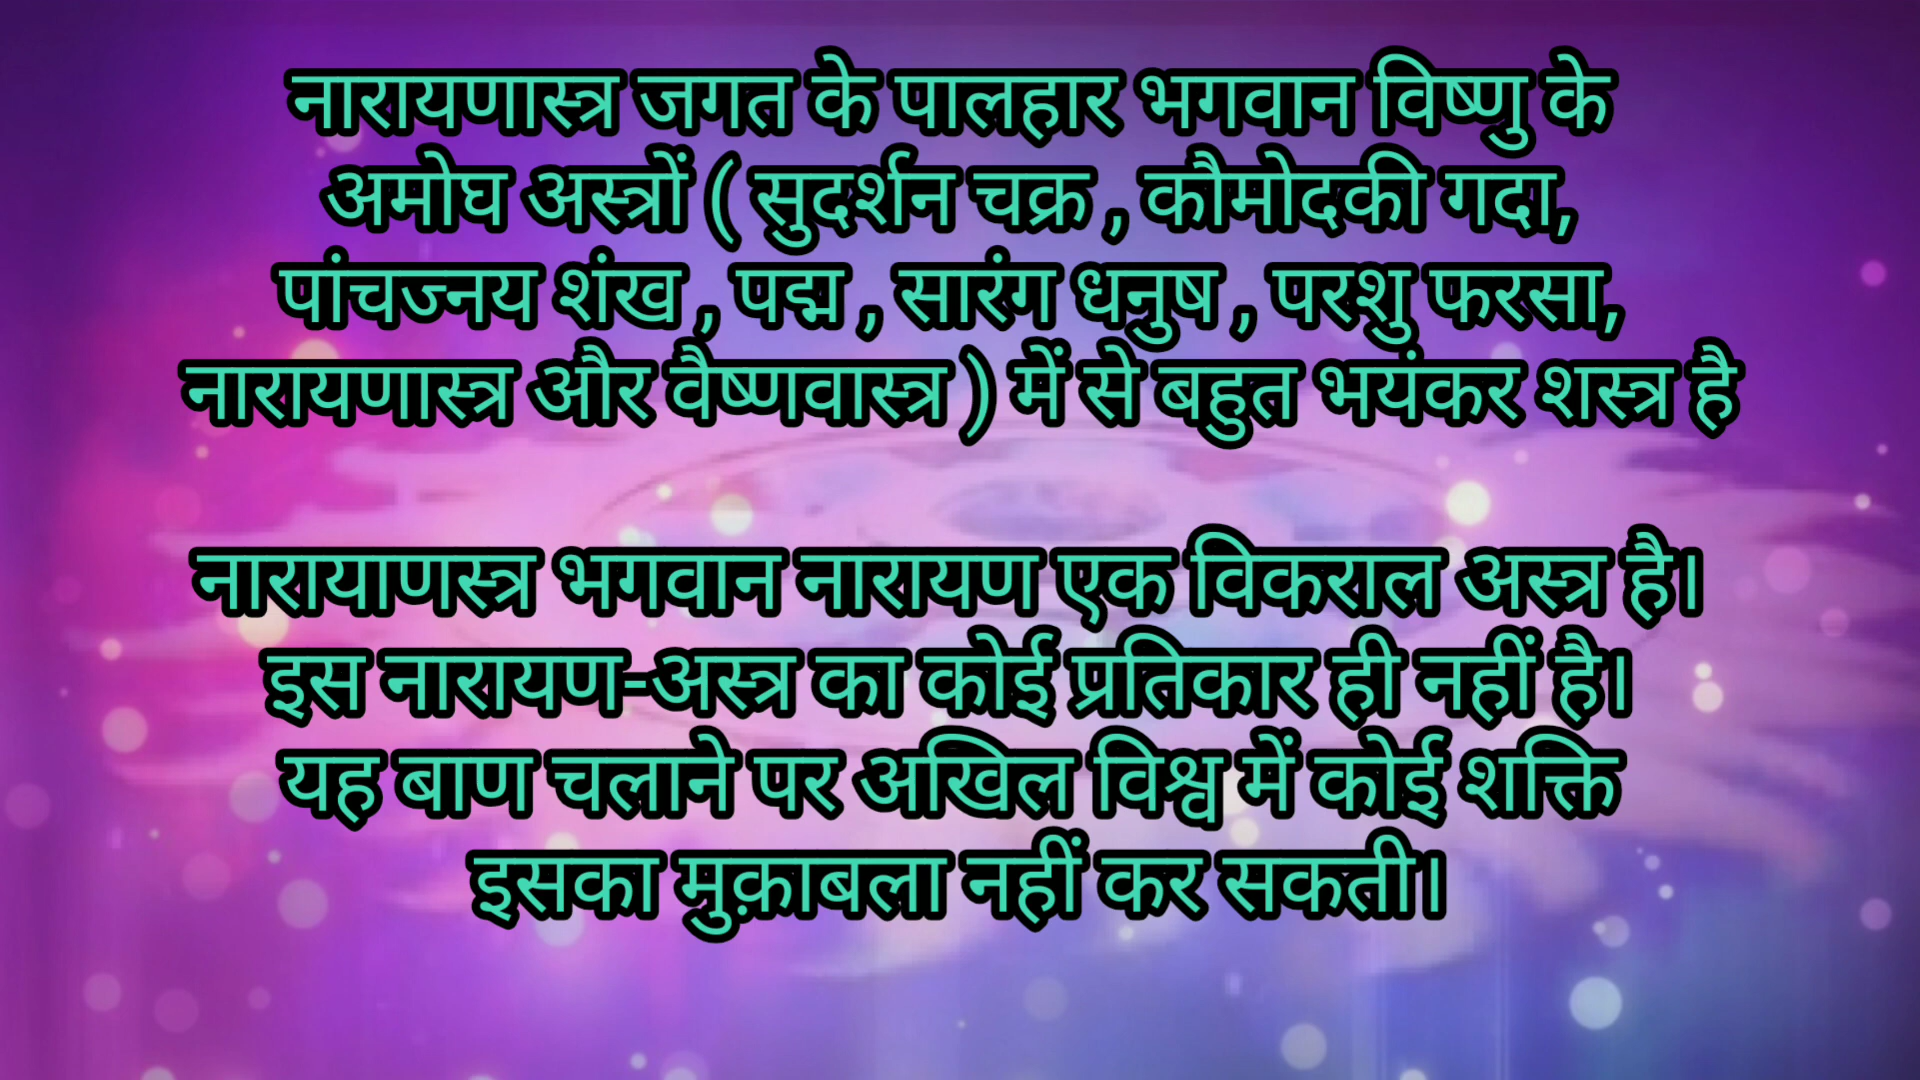 नारायणास्त्र जगत के पालहार भगवान विष्णु के
अमोघ अस्त्रों ( सुदर्शन चक्र , कौमोदकी गदा,
पांचज्नय शंख , पद्म , सारंग धनुष , परशु फरसा,
नारायणास्त्र और वैष्णवास्त्र ) में से बहुत भयंकर शस्त्र है
नारायाणस्त्र भगवान नारायण एक विकराल अस्त्र है।
इस नारायण-अस्त्र का कोई प्रतिकार ही नहीं है।
यह बाण चलाने पर अखिल विश्व में कोई शक्ति
इसका मुक़ाबला नहीं कर सकती।